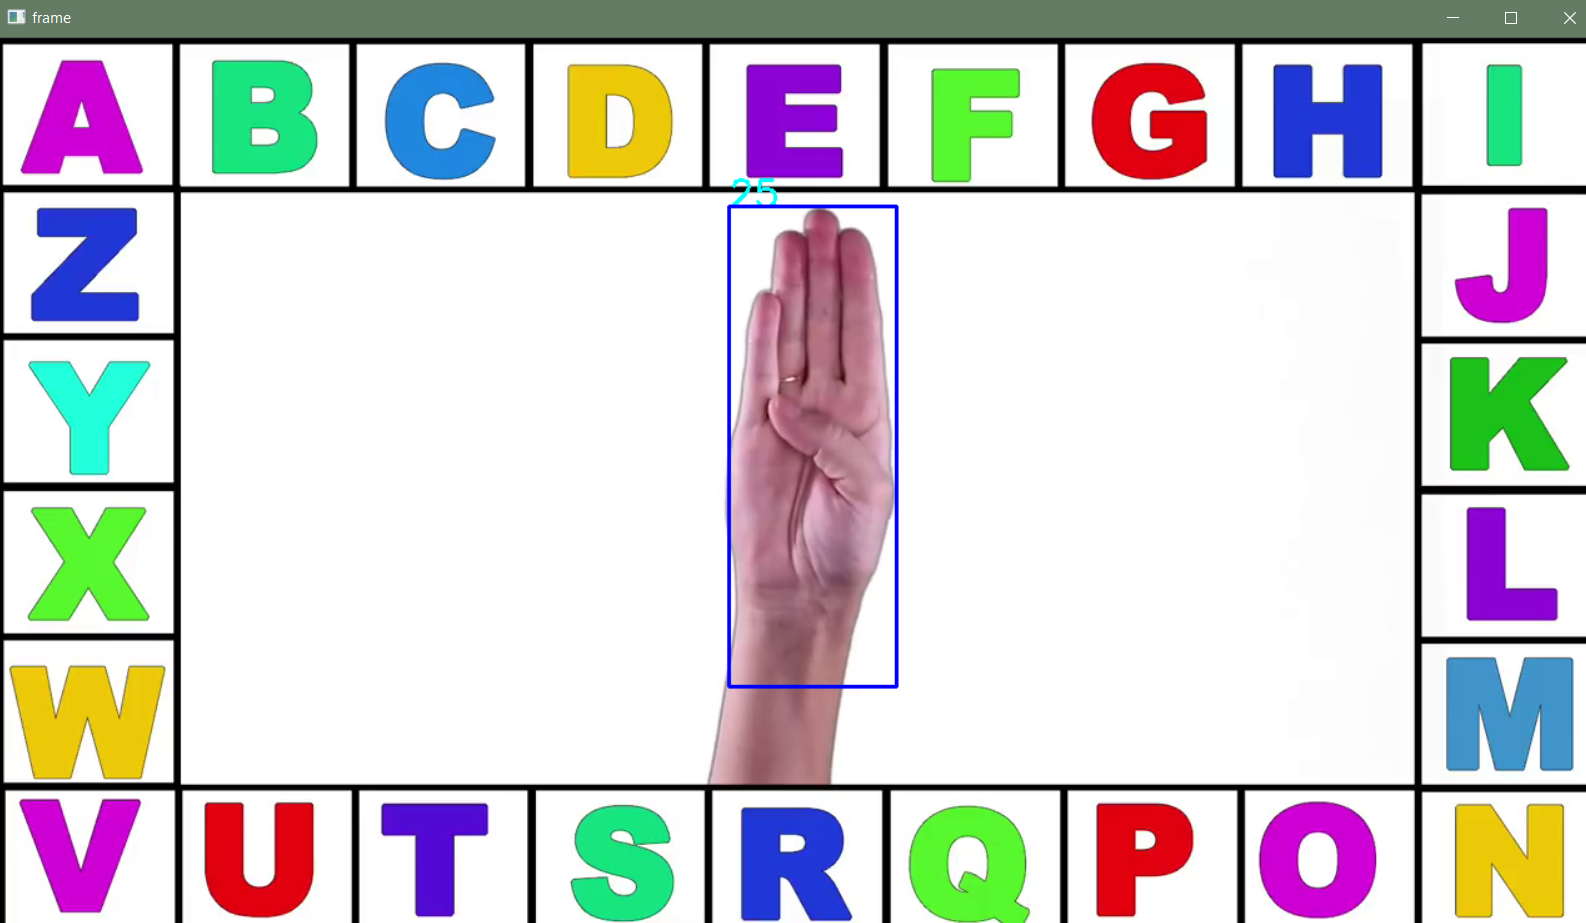 frame
A B C D E F G H I
25
Z J
Y K
X L
W M
V U T S R Q P O N